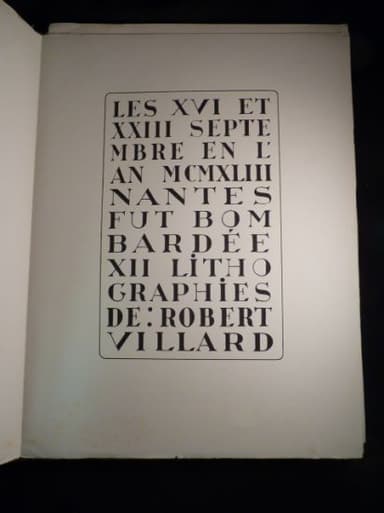 LES XVI ET
XXIII SEPTE
MBRE EN L'
AN MCMXLIII
NANTES
FUT BOM
BARDÉE
XII LiTHO
GRAPHiES
DE: ROBERT
VILLARD